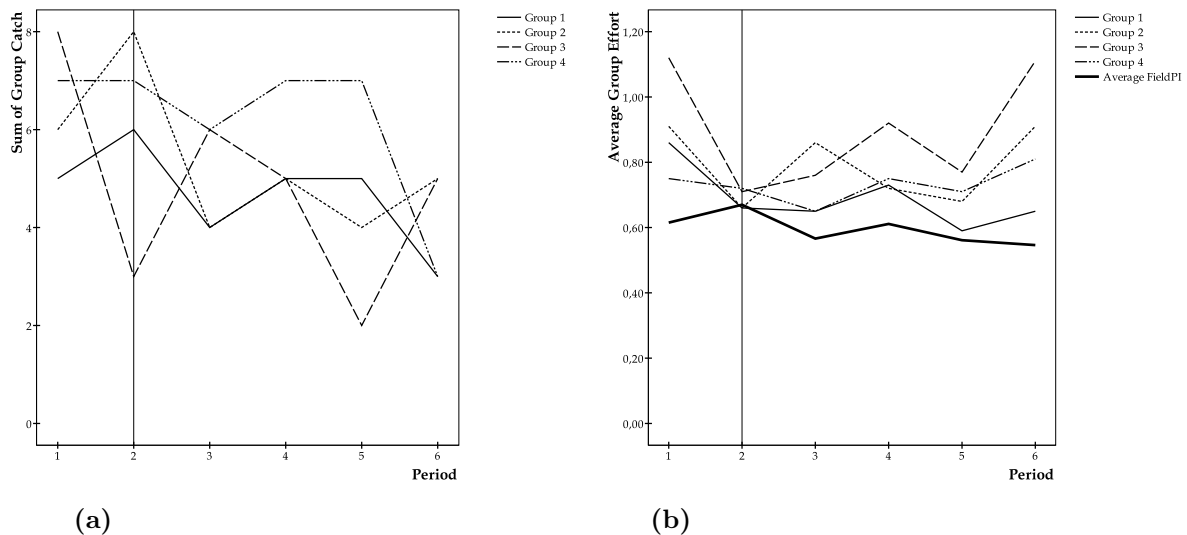 Sum of Group Catch
8
6
4
2
0
1 2 3 4 5 6
Period
Group 1
Group 2
Group 3
Group 4
(a)
Average Group Effort
1,20
1,00
0,80
0,60
0,40
0,20
0,00
1 2 3 4 5 6
Period
Group 1
Group 2
Group 3
Group 4
Average FieldPI
(b)